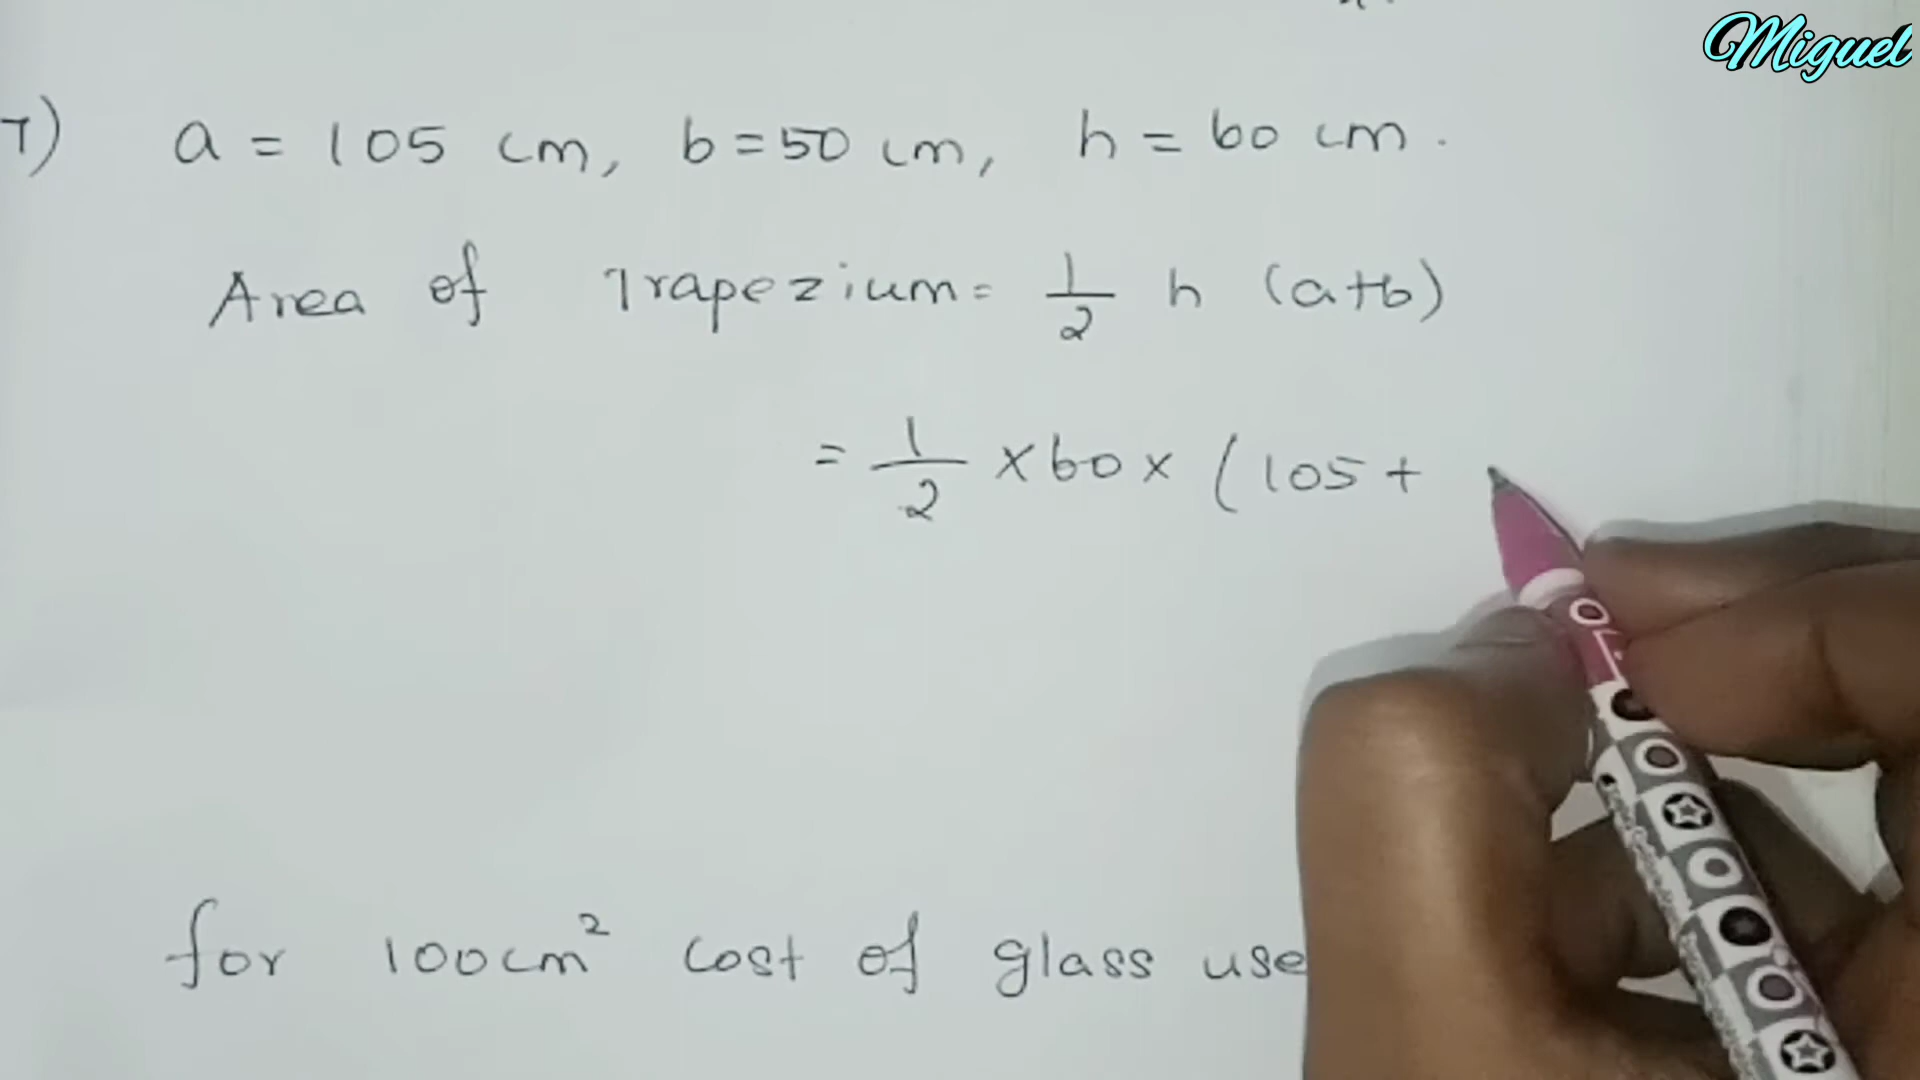 Miguel
7) a = 105 cm, b = 50 cm, h = 60 cm.
Area of Trapezium = 1/2 h (a+b)
= 1/2 × 60 × (105 +
for 100cm² cost of glass use